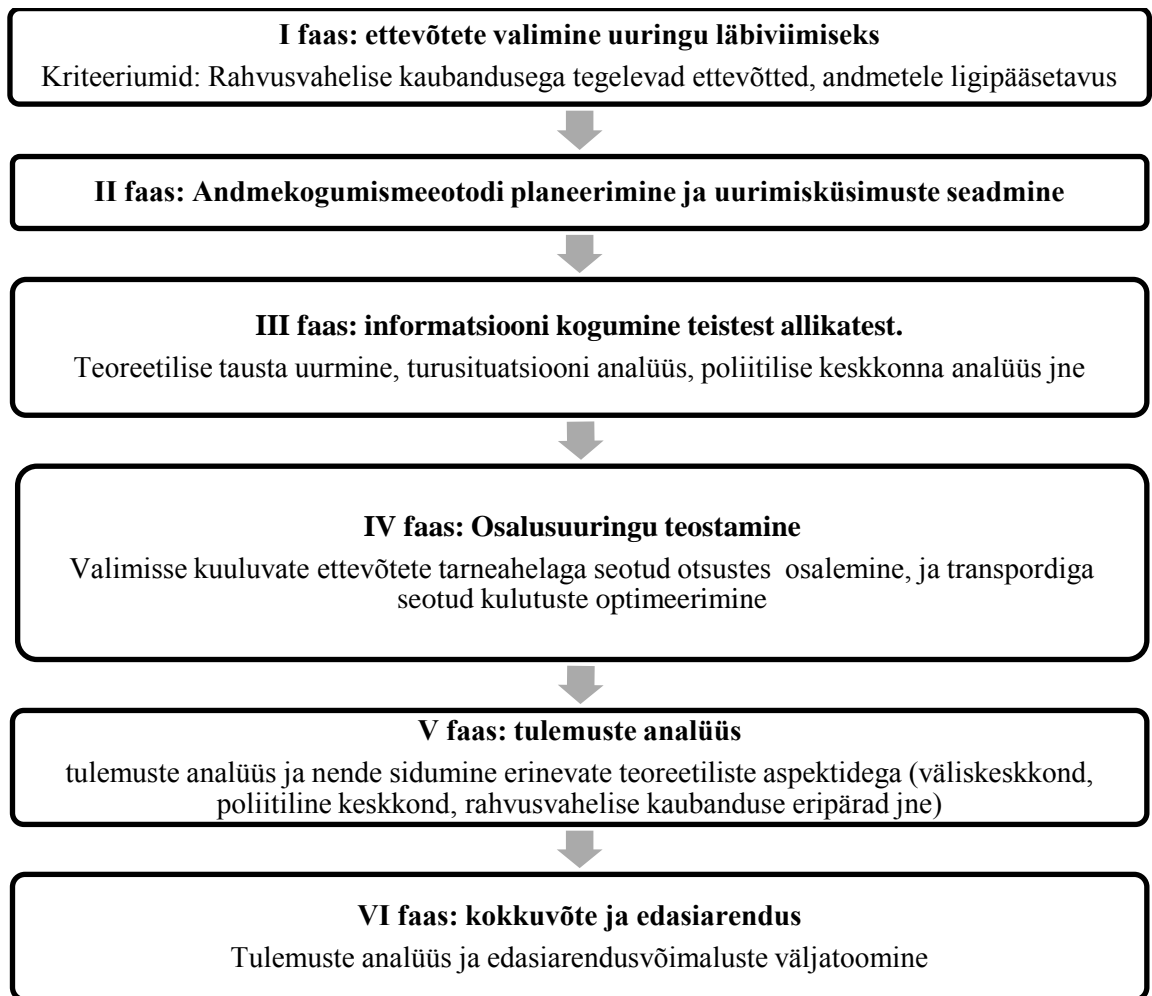 I faas: ettevõtete valimine uuringu läbiviimiseks
Kriteeriumid: Rahvusvahelise kaubandusega tegelevad ettevõtted, andmetele ligipääsetavus
II faas: Andmekogumismeeotodi planeerimine ja uurimisküsimuste seadmine
III faas: informatsiooni kogumine teistest allikatest.
Teoreetilise tausta uurmine, turusituatsiooni analüüs, poliitilise keskkonna analüüs jne
IV faas: Osalusuuringu teostamine
Valimisse kuuluvate ettevõtete tarneahelaga seotud otsustes osalemine, ja transpordiga
seotud kulutuste optimeerimine
V faas: tulemuste analüüs
tulemuste analüüs ja nende sidumine erinevate teoreetiliste aspektidega (väliskeskkond,
poliitiline keskkond, rahvusvahelise kaubanduse eripärad jne)
VI faas: kokkuvõte ja edasiarendus
Tulemuste analüüs ja edasiarendusvõimaluste väljatoomine